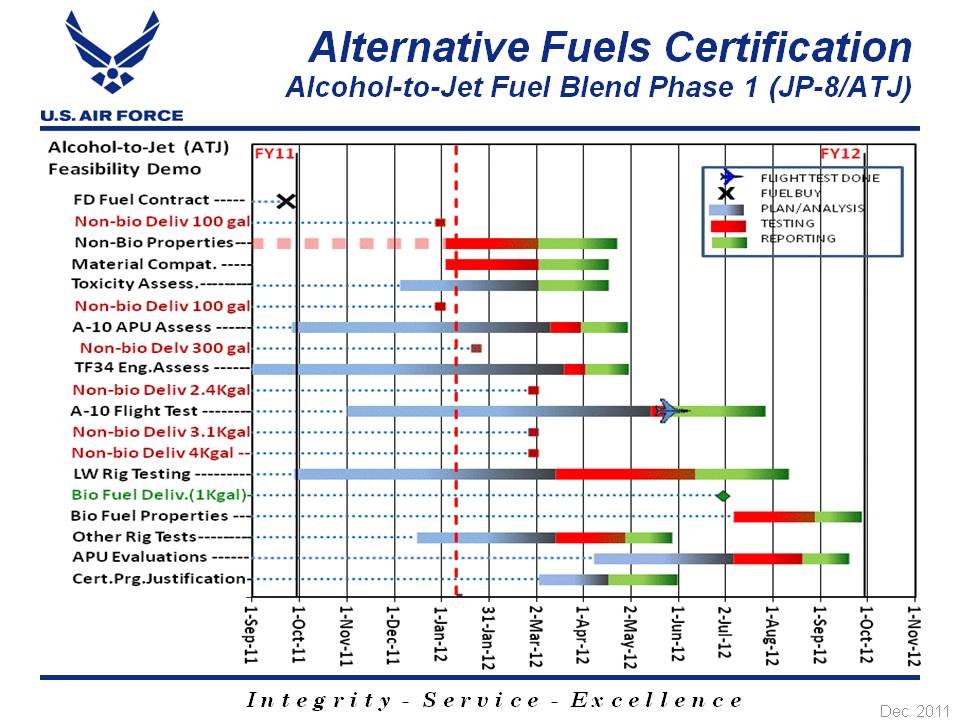 Alternative Fuels Certification
Alcohol-to-Jet Fuel Blend Phase 1 (JP-8/ATJ)
U.S. AIR FORCE
Alcohol-to-Jet (ATJ)
Feasibility Demo
FY11
FY12
FLIGHT TEST DONE
FUEL BUY
PLAN/ANALYSIS
TESTING
REPORTING
FD Fuel Contract -----
Non-bio Deliv 100 gal
Non-Bio Properties---
Material Compat. -----
Toxicity Assess.---------
Non-bio Deliv 100 gal
A-10 APU Assess ------
Non-bio Delv 300 gal
TF34 Eng.Assess ------
Non-bio Deliv 2.4Kgal
A-10 Flight Test --------
Non-bio Deliv 3.1Kgal
Non-bio Deliv 4Kgal --
LW Rig Testing ---------
Bio Fuel Deliv.(1Kgal)-
Bio Fuel Properties ---
Other Rig Tests---------
APU Evaluations ------
Cert.Prg.Justification-
1-Sep-11
1-Oct-11
1-Nov-11
1-Dec-11
1-Jan-12
31-Jan-12
2-Mar-12
1-Apr-12
2-May-12
1-Jun-12
2-Jul-12
1-Aug-12
1-Sep-12
1-Oct-12
1-Nov-12
Integrity - Service - Excellence
Dec. 2011